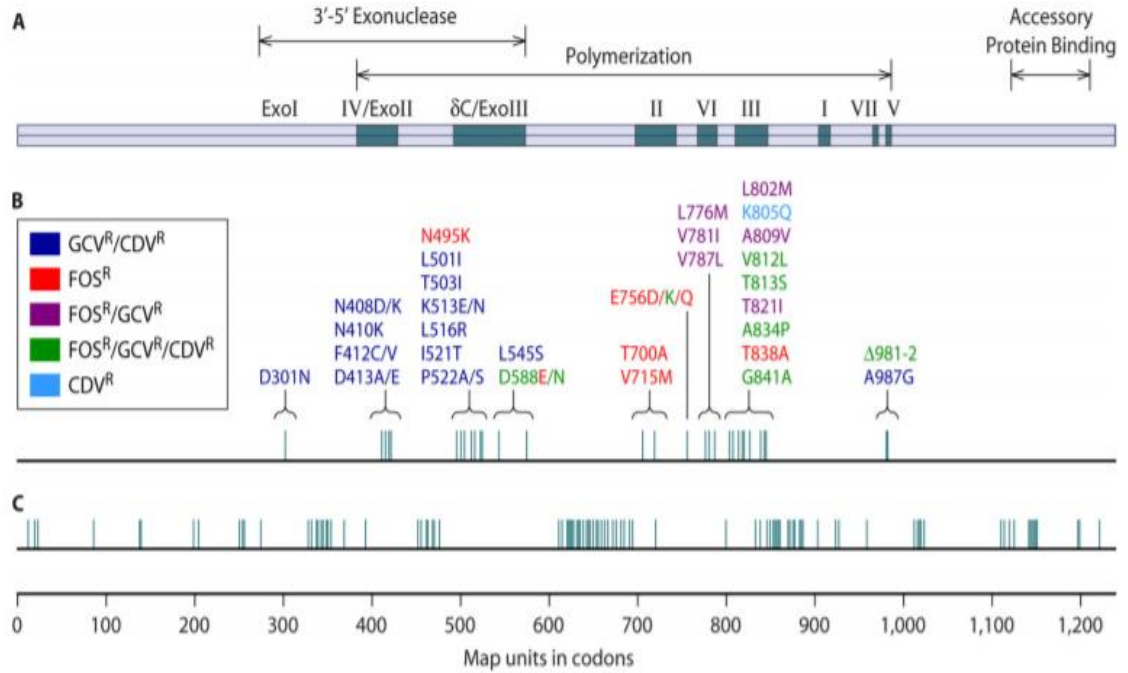 A
3′-5′ Exonuclease
Accessory
Protein Binding
Polymerization
ExoI IV/ExoII δC/ExoIII II VI III I VII V
B
GCVR/CDVR
FOSR
FOSR/GCVR
FOSR/GCVR/CDVR
CDVR
D301N
N408D/K
N410K
F412C/V
D413A/E
N495K
L501I
T503I
K513E/N
L516R
I521T
P522A/S
L545S
D588E/N
E756D/K/Q
T700A
V715M
L776M
V781I
V787L
L802M
K805Q
A809V
V812L
T813S
T821I
A834P
T838A
G841A
Δ981-2
A987G
C
0 100 200 300 400 500 600 700 800 900 1,000 1,100 1,200
Map units in codons